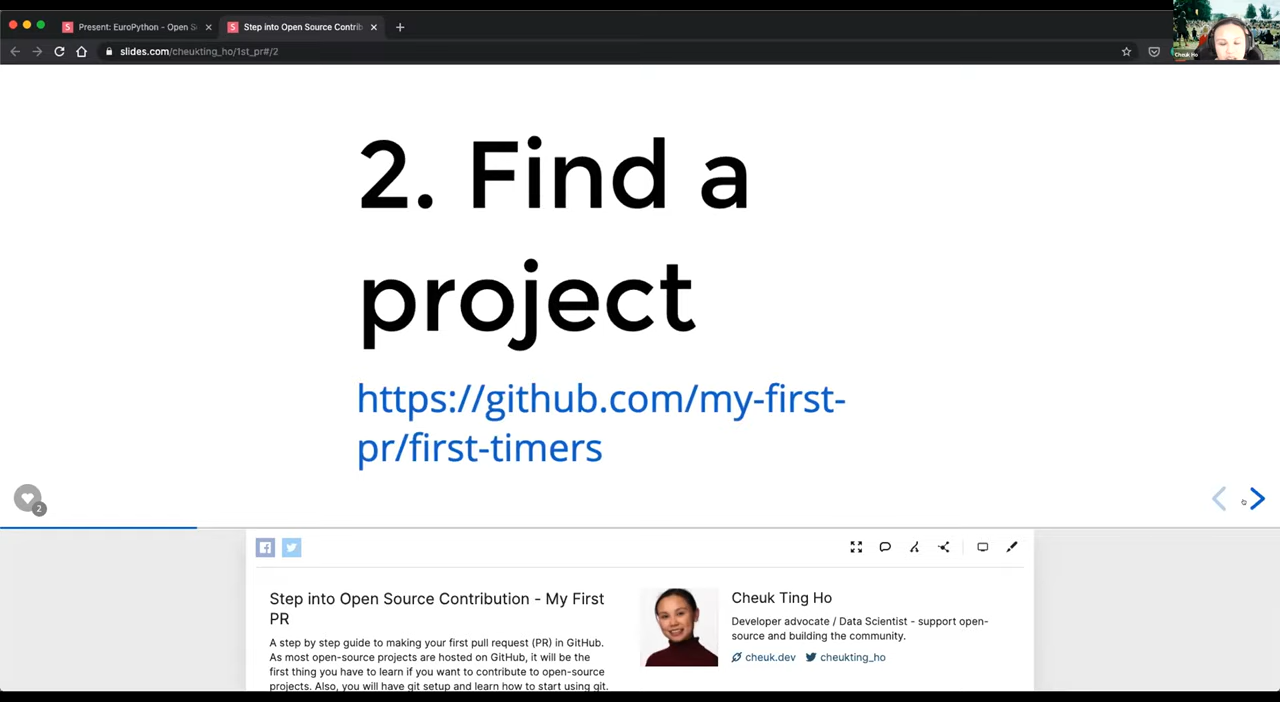 Present: EuroPython - Open S
Step into Open Source Contrib
slides.com/cheukting_ho/1st_pr#/2
Cheuk Ho
2. Find a
project
https://github.com/my-first-
pr/first-timers
2
Step into Open Source Contribution - My First
PR
A step by step guide to making your first pull request (PR) in GitHub.
As most open-source projects are hosted on GitHub, it will be the
first thing you have to learn if you want to contribute to open-source
projects. Also, you will have git setup and learn how to start using git.
Cheuk Ting Ho
Developer advocate / Data Scientist - support open-
source and building the community.
cheuk.dev cheukting_ho